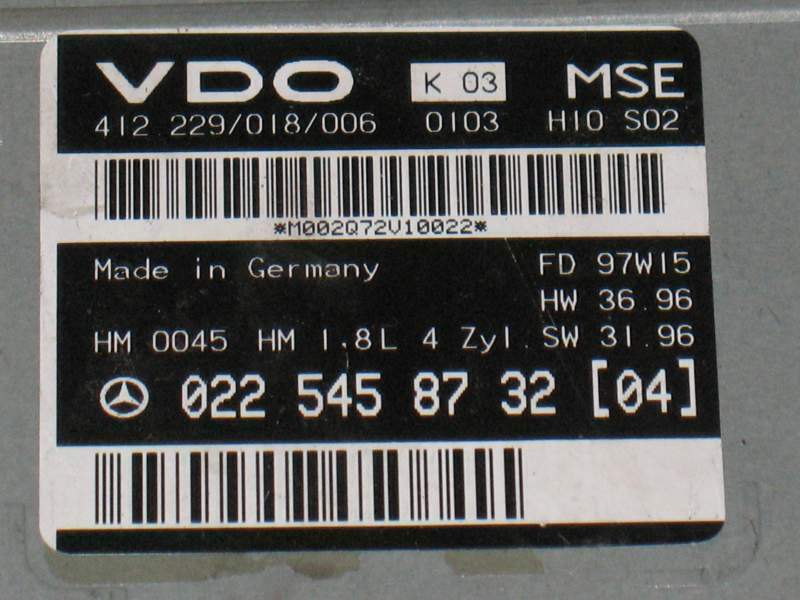 VDO K 03 MSE
412 229/018/006 0103 H10 S02
*M002Q72V10022*
Made in Germany FD 97W15
HW 36.96
HM 0045 HM 1.8L 4 Zyl. SW 31.96
022 545 87 32 [04]